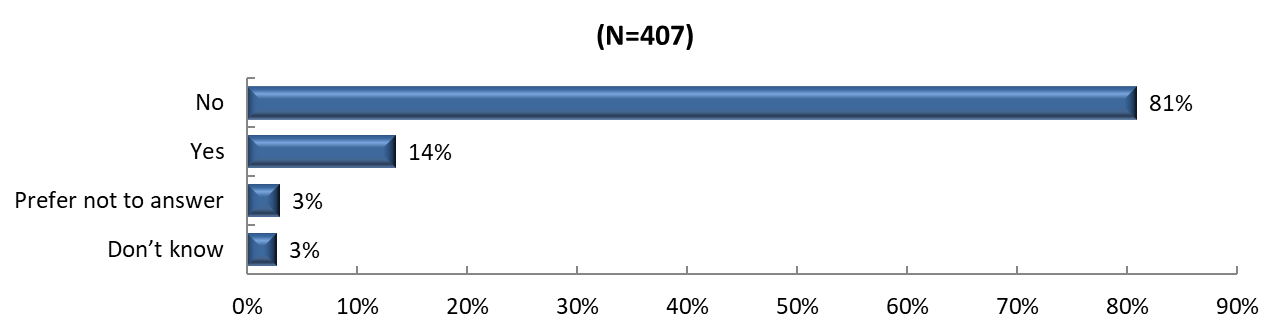 (N=407)
No 81%
Yes 14%
Prefer not to answer 3%
Don’t know 3%
0% 10% 20% 30% 40% 50% 60% 70% 80% 90%